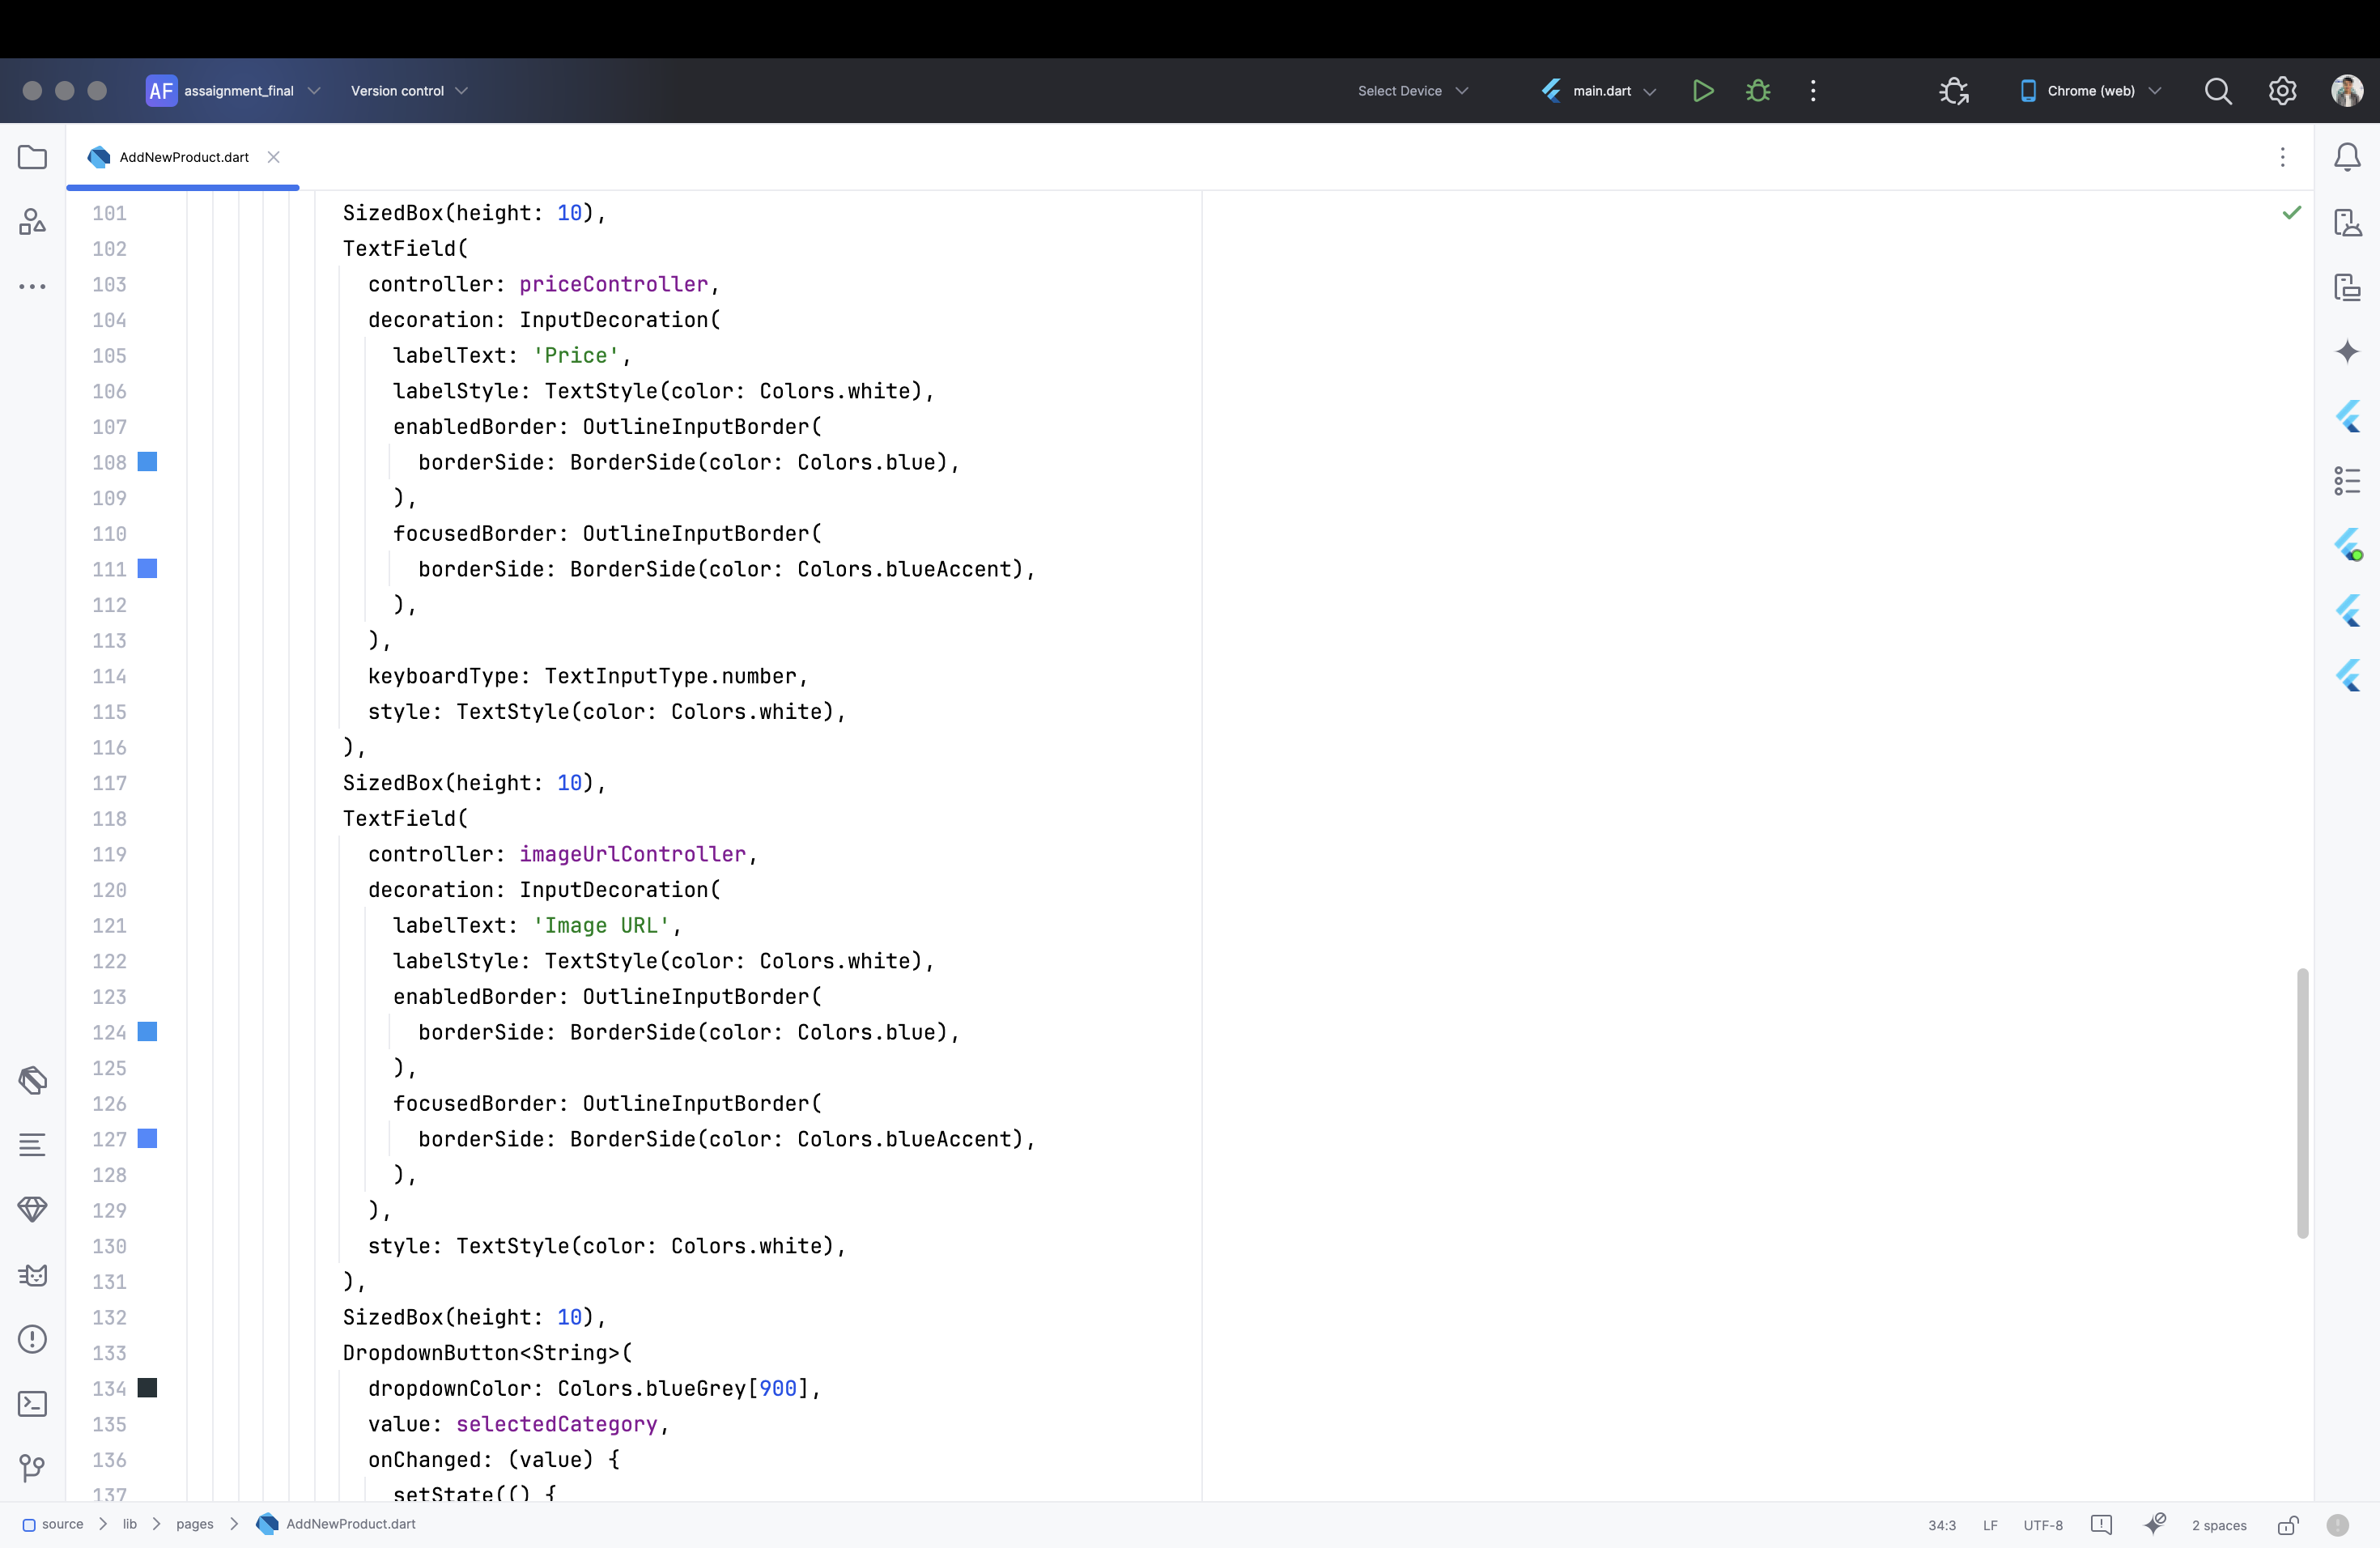 AF assaignment_final Version control Select Device main.dart Chrome (web)
AddNewProduct.dart
101 SizedBox(height: 10),
102 TextField(
103 controller: priceController,
104 decoration: InputDecoration(
105 labelText: 'Price',
106 labelStyle: TextStyle(color: Colors.white),
107 enabledBorder: OutlineInputBorder(
108 borderSide: BorderSide(color: Colors.blue),
109 ),
110 focusedBorder: OutlineInputBorder(
111 borderSide: BorderSide(color: Colors.blueAccent),
112 ),
113 ),
114 keyboardType: TextInputType.number,
115 style: TextStyle(color: Colors.white),
116 ),
117 SizedBox(height: 10),
118 TextField(
119 controller: imageUrlController,
120 decoration: InputDecoration(
121 labelText: 'Image URL',
122 labelStyle: TextStyle(color: Colors.white),
123 enabledBorder: OutlineInputBorder(
124 borderSide: BorderSide(color: Colors.blue),
125 ),
126 focusedBorder: OutlineInputBorder(
127 borderSide: BorderSide(color: Colors.blueAccent),
128 ),
129 ),
130 style: TextStyle(color: Colors.white),
131 ),
132 SizedBox(height: 10),
133 DropdownButton<String>(
134 dropdownColor: Colors.blueGrey[900],
135 value: selectedCategory,
136 onChanged: (value) {
137 setState(() {
source lib pages AddNewProduct.dart 34:3 LF UTF-8 2 spaces